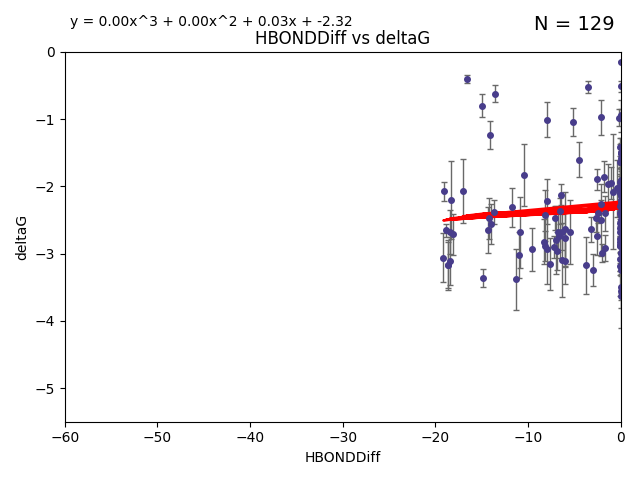 y = 0.00x^3 + 0.00x^2 + 0.03x + -2.32
N = 129
HBONDDiff vs deltaG
0
−1
−2
−3
−4
−5
deltaG
−60 −50 −40 −30 −20 −10 0
HBONDDiff